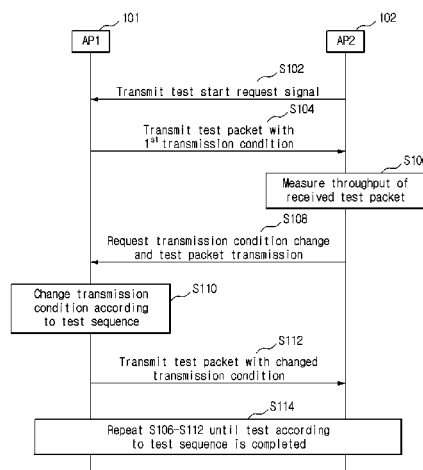 101
102
AP1
AP2
S102
Transmit test start request signal
S104
Transmit test packet with
1st transmission condition
S106
Measure throughput of
received test packet
S108
Request transmission condition change
and test packet transmission
S110
Change transmission
condition according
to test sequence
S112
Transmit test packet with changed
transmission condition
S114
Repeat S106-S112 until test according
to test sequence is completed